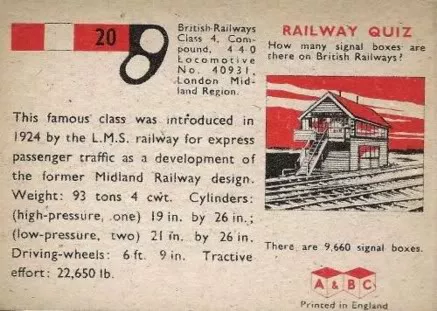 20
British Railways
Class 4, Com-
pound, 4 4 0
Locomotive
No. 40931,
London Mid-
land Region.
This famous class was introduced in
1924 by the L.M.S. railway for express
passenger traffic as a development of
the former Midland Railway design.
Weight: 93 tons 4 cwt. Cylinders:
(high-pressure, one) 19 in. by 26 in.;
(low-pressure, two) 21 in. by 26 in.
Driving-wheels: 6 ft. 9 in. Tractive
effort: 22,650 lb.
RAILWAY QUIZ
How many signal boxes are
there on British Railways?
There are 9,660 signal boxes.
A & B C
Printed in England